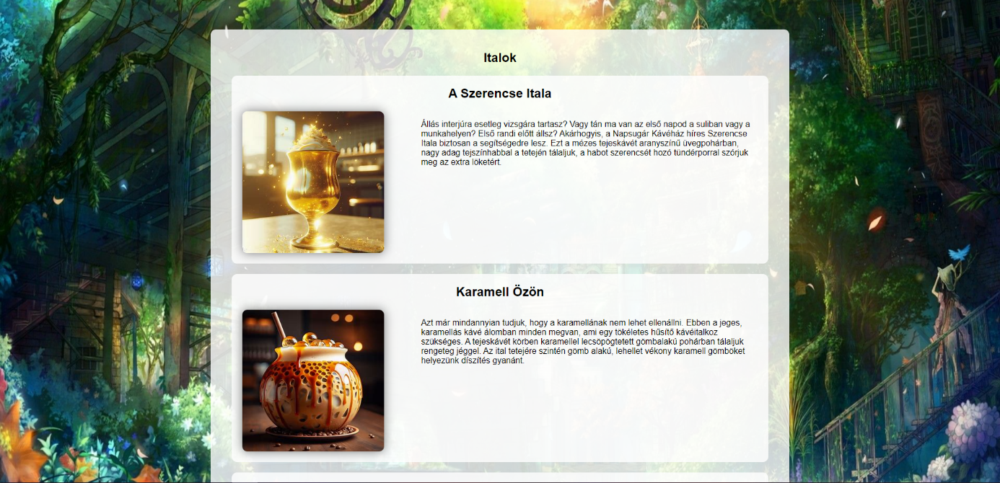 Italok
A Szerencse Itala
Állás interjúra esetleg vizsgára tartasz? Vagy tán ma van az első napod a suliban vagy a
munkahelyen? Első randi előtt állsz? Akárhogyis, a Napsugár Kávéház híres Szerencse
Itala biztosan a segítségedre lesz. Ezt a mézes tejeskávét aranyszínű üvegpohárban,
nagy adag tejszínhabbal a tetején tálaljuk, a habot szerencsét hozó tündérporral szórjuk
meg az extra löketért.
Karamell Özön
Azt már mindannyian tudjuk, hogy a karamellának nem lehet ellenállni. Ebben a jeges,
karamellás kávé álomban minden megvan, ami egy tökéletes hűsítő kávéitalkoz
szükséges. A tejeskávét körben karamellel lecsöpögtetett gömbalakú pohárban tálaljuk
rengeteg jéggel. Az ital tetejére szintén gömb alakú, lehellet vékony karamell gömböket
helyezünk díszítés gyanánt.